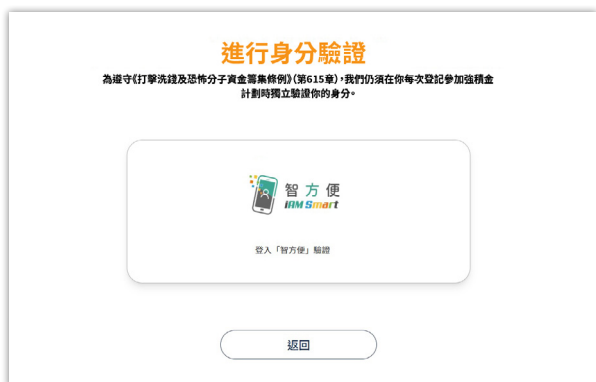 進行身分驗證
為遵守《打擊洗錢及恐怖分子資金籌集條例》(第615章)，我們仍須在你每次登記參加強積金
計劃時獨立驗證你的身分。
智方便
iAM Smart
登入「智方便」驗證
返回